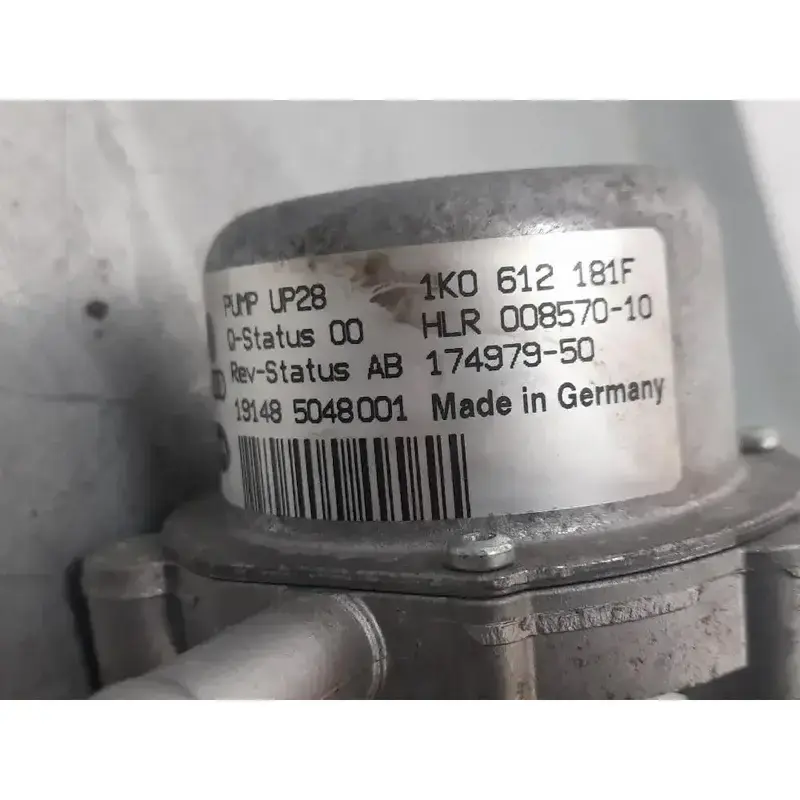 PUMP UP28 1K0 612 181F
0-Status 00 HLR 008570-10
Rev-Status AB 174979-50
19148 5048001 Made in Germany